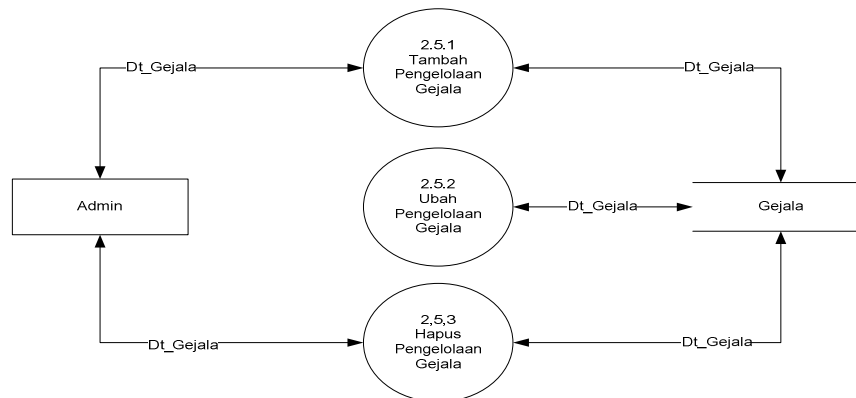 2.5.1
Tambah
Pengelolaan
Gejala
Dt_Gejala
Dt_Gejala
Admin
2.5.2
Ubah
Pengelolaan
Gejala
Dt_Gejala
Gejala
2,5,3
Hapus
Pengelolaan
Gejala
Dt_Gejala
Dt_Gejala